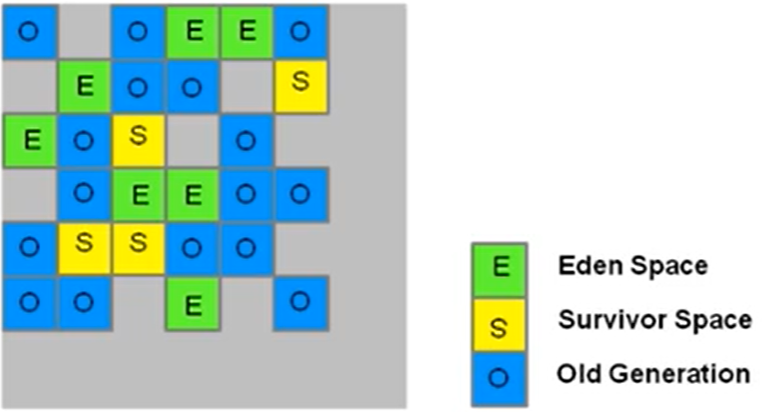 O O E E O
E O O S
E O S O
O E E O O
O S S O O
O O E O
E Eden Space
S Survivor Space
O Old Generation